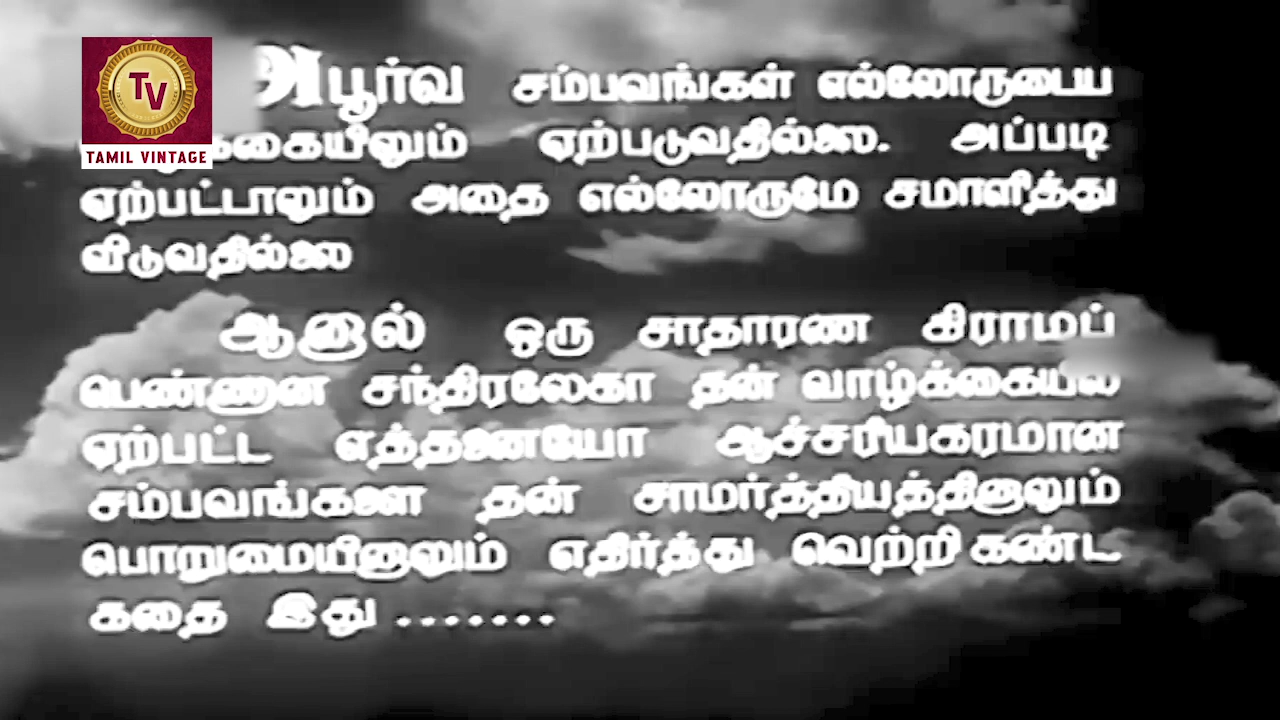 TV
TAMIL VINTAGE
அபூர்வ சம்பவங்கள் எல்லோருடைய
ஏற்படுவதில்லை. அப்படி
ஏற்பட்டாலும் அதை எல்லோருமே சமாளித்து
விடுவதில்லை
ஆனால் ஒரு சாதாரண கிராமப்
பெண்ணான சந்திரலேகா தன் வாழ்க்கையில்
ஏற்பட்ட எத்தனையோ ஆச்சரியகரமான
சம்பவங்களை தன் சாமர்த்தியத்தினாலும்
பொறுமையினாலும் எதிர்த்து வெற்றி கண்ட
கதை இது .......